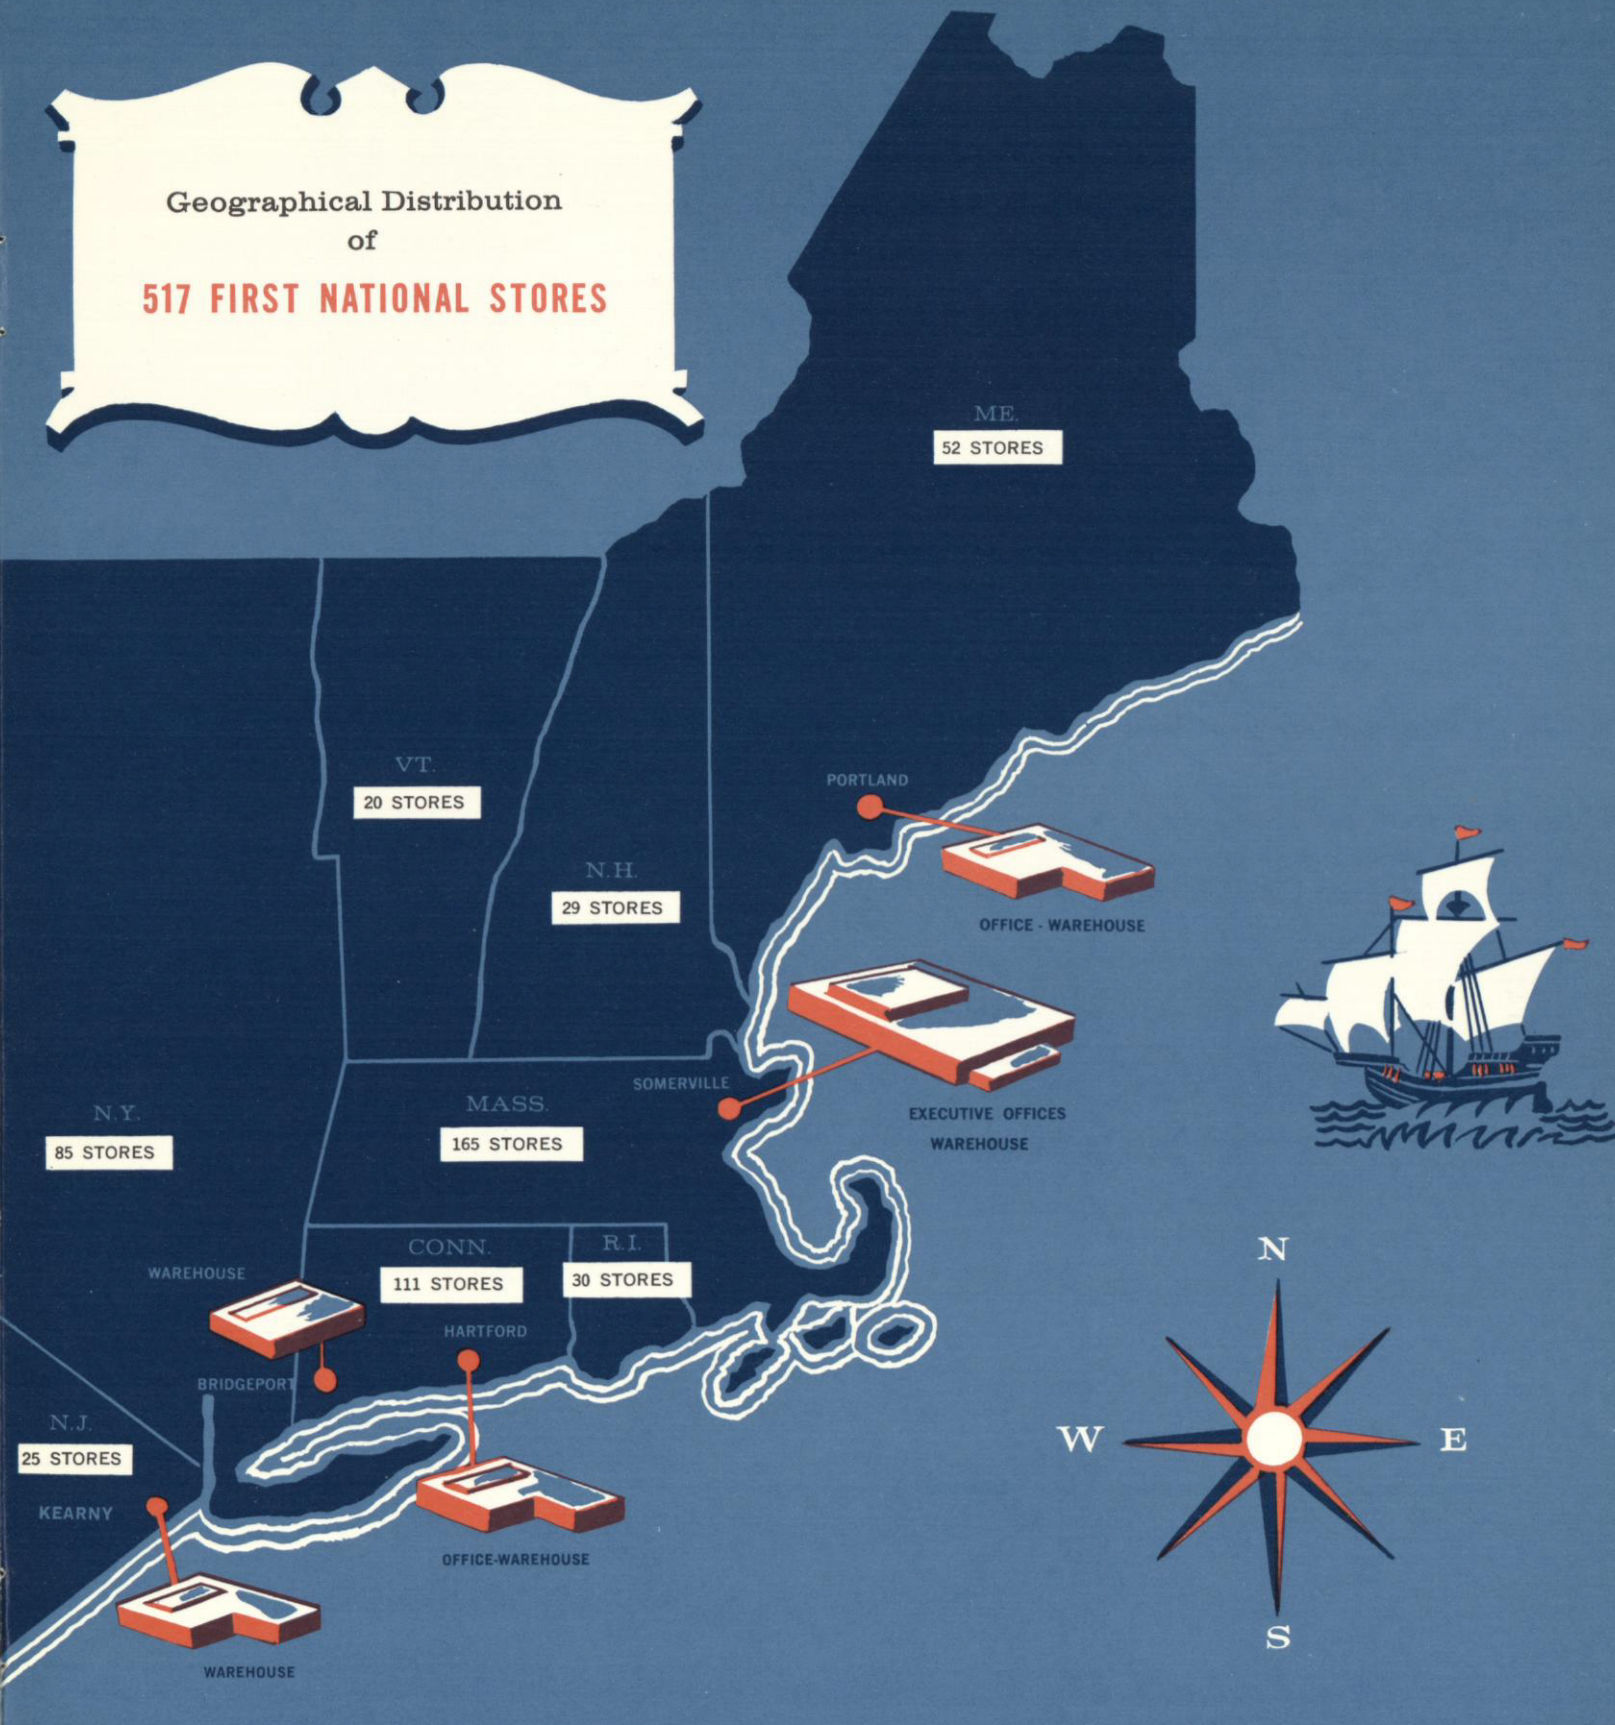 Geographical Distribution
of
517 FIRST NATIONAL STORES
ME.
52 STORES
VT.
20 STORES
PORTLAND
N.H.
29 STORES
OFFICE - WAREHOUSE
SOMERVILLE
MASS.
165 STORES
N.Y.
85 STORES
EXECUTIVE OFFICES
WAREHOUSE
CONN.
111 STORES
R.I.
30 STORES
WAREHOUSE
HARTFORD
BRIDGEPORT
N.J.
25 STORES
KEARNY
OFFICE-WAREHOUSE
WAREHOUSE
N
W
E
S